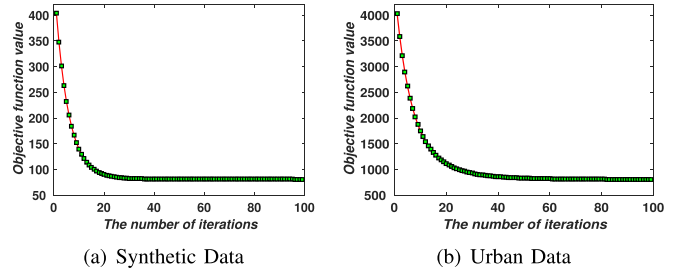 Objective function value
400
350
300
250
200
150
100
50
0 20 40 60 80 100
The number of iterations
(a) Synthetic Data
Objective function value
4000
3500
3000
2500
2000
1500
1000
500
0 20 40 60 80 100
The number of iterations
(b) Urban Data